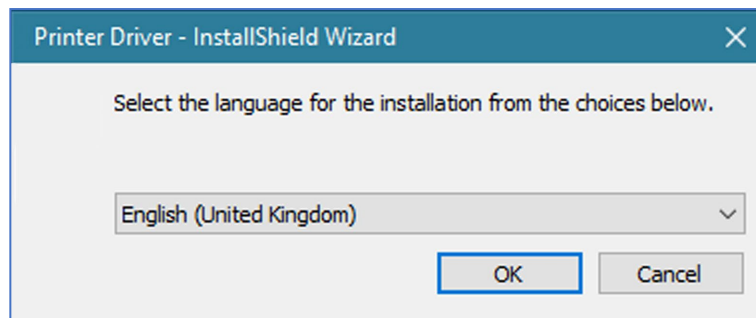 Printer Driver - InstallShield Wizard
Select the language for the installation from the choices below.
English (United Kingdom)
OK Cancel